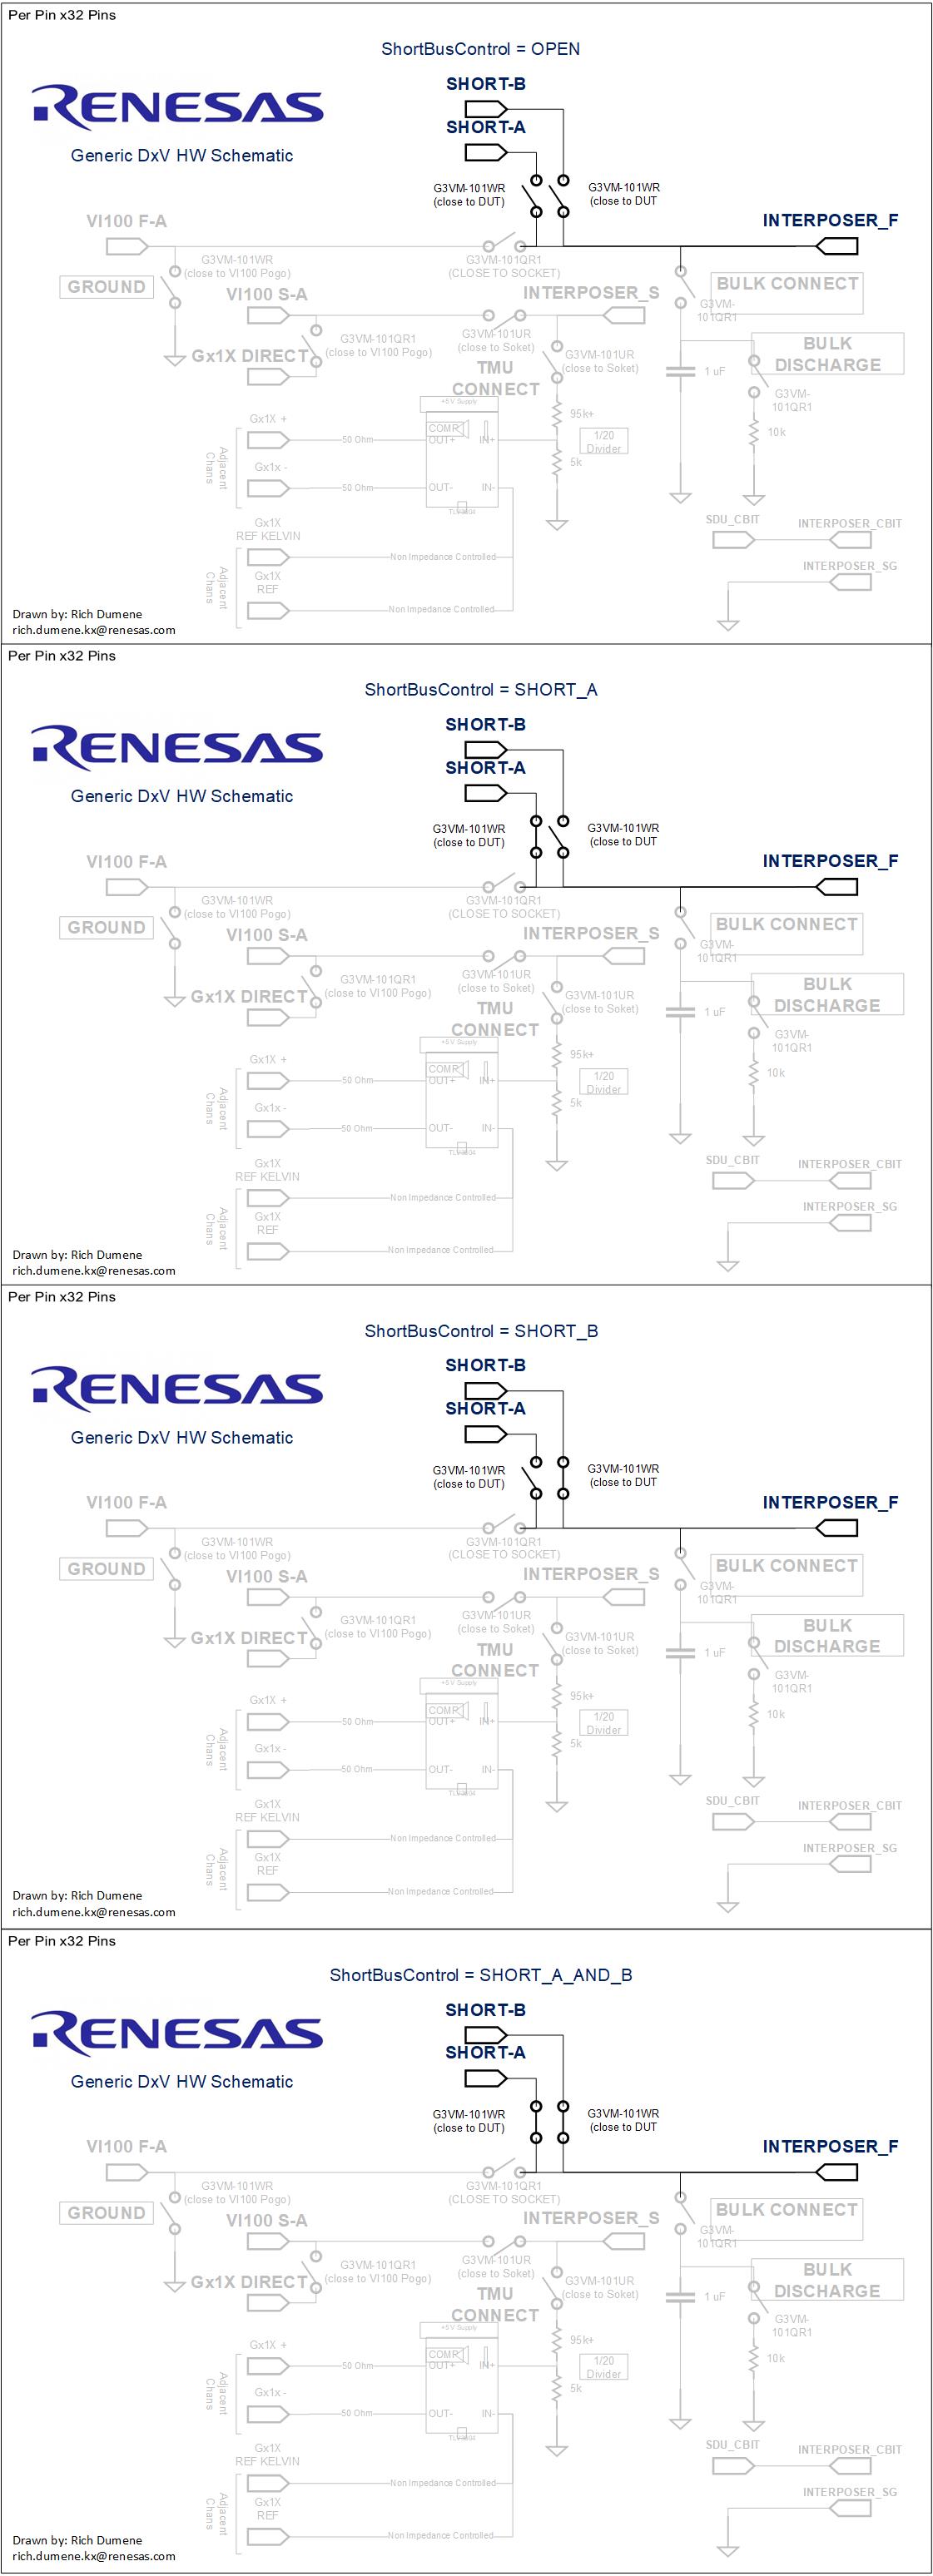 Per Pin x32 Pins
ShortBusControl = OPEN
RENESAS
Generic DxV HW Schematic
SHORT-B
SHORT-A
G3VM-101WR
(close to DUT)
G3VM-101WR
(close to DUT
VI100 F-A
INTERPOSER_F
G3VM-101WR
(close to VI100 Pogo)
G3VM-101QR1
(CLOSE TO SOCKET)
GROUND
BULK CONNECT
VI100 S-A
INTERPOSER_S
G3VM-
101QR1
G3VM-101QR1
(close to VI100 Pogo)
G3VM-101UR
(close to Soket)
G3VM-101UR
(close to Soket)
BULK
DISCHARGE
Gx1X DIRECT
TMU
CONNECT
1 uF
G3VM-
101QR1
+5 V Supply
95k+
Gx1X +
50 Ohm
COMP
OUT+
IN+
1/20
Divider
10k
5k
Adjacent
Chans
Gx1x -
50 Ohm
OUT-
IN-
Gx1X
REF KELVIN
Non Impedance Controlled
SDU_CBIT
INTERPOSER_CBIT
Adjacent
Chans
Gx1X
REF
Non Impedance Controlled
INTERPOSER_SG
Drawn by: Rich Dumene
rich.dumene.kx@renesas.com
Per Pin x32 Pins
ShortBusControl = SHORT_A
RENESAS
Generic DxV HW Schematic
SHORT-B
SHORT-A
G3VM-101WR
(close to DUT)
G3VM-101WR
(close to DUT
VI100 F-A
INTERPOSER_F
G3VM-101WR
(close to VI100 Pogo)
G3VM-101QR1
(CLOSE TO SOCKET)
GROUND
BULK CONNECT
VI100 S-A
INTERPOSER_S
G3VM-
101QR1
G3VM-101QR1
(close to VI100 Pogo)
G3VM-101UR
(close to Soket)
G3VM-101UR
(close to Soket)
BULK
DISCHARGE
Gx1X DIRECT
TMU
CONNECT
1 uF
G3VM-
101QR1
+5 V Supply
95k+
Gx1X +
50 Ohm
COMP
OUT+
IN+
1/20
Divider
10k
5k
Adjacent
Chans
Gx1x -
50 Ohm
OUT-
IN-
Gx1X
REF KELVIN
Non Impedance Controlled
SDU_CBIT
INTERPOSER_CBIT
Adjacent
Chans
Gx1X
REF
Non Impedance Controlled
INTERPOSER_SG
Drawn by: Rich Dumene
rich.dumene.kx@renesas.com
Per Pin x32 Pins
ShortBusControl = SHORT_B
RENESAS
Generic DxV HW Schematic
SHORT-B
SHORT-A
G3VM-101WR
(close to DUT)
G3VM-101WR
(close to DUT
VI100 F-A
INTERPOSER_F
G3VM-101WR
(close to VI100 Pogo)
G3VM-101QR1
(CLOSE TO SOCKET)
GROUND
BULK CONNECT
VI100 S-A
INTERPOSER_S
G3VM-
101QR1
G3VM-101QR1
(close to VI100 Pogo)
G3VM-101UR
(close to Soket)
G3VM-101UR
(close to Soket)
BULK
DISCHARGE
Gx1X DIRECT
TMU
CONNECT
1 uF
G3VM-
101QR1
+5 V Supply
95k+
Gx1X +
50 Ohm
COMP
OUT+
IN+
1/20
Divider
10k
5k
Adjacent
Chans
Gx1x -
50 Ohm
OUT-
IN-
Gx1X
REF KELVIN
Non Impedance Controlled
SDU_CBIT
INTERPOSER_CBIT
Adjacent
Chans
Gx1X
REF
Non Impedance Controlled
INTERPOSER_SG
Drawn by: Rich Dumene
rich.dumene.kx@renesas.com
Per Pin x32 Pins
ShortBusControl = SHORT_A_AND_B
RENESAS
Generic DxV HW Schematic
SHORT-B
SHORT-A
G3VM-101WR
(close to DUT)
G3VM-101WR
(close to DUT
VI100 F-A
INTERPOSER_F
G3VM-101WR
(close to VI100 Pogo)
G3VM-101QR1
(CLOSE TO SOCKET)
GROUND
BULK CONNECT
VI100 S-A
INTERPOSER_S
G3VM-
101QR1
G3VM-101QR1
(close to VI100 Pogo)
G3VM-101UR
(close to Soket)
G3VM-101UR
(close to Soket)
BULK
DISCHARGE
Gx1X DIRECT
TMU
CONNECT
1 uF
G3VM-
101QR1
+5 V Supply
95k+
Gx1X +
50 Ohm
COMP
OUT+
IN+
1/20
Divider
10k
5k
Adjacent
Chans
Gx1x -
50 Ohm
OUT-
IN-
Gx1X
REF KELVIN
Non Impedance Controlled
SDU_CBIT
INTERPOSER_CBIT
Adjacent
Chans
Gx1X
REF
Non Impedance Controlled
INTERPOSER_SG
Drawn by: Rich Dumene
rich.dumene.kx@renesas.com